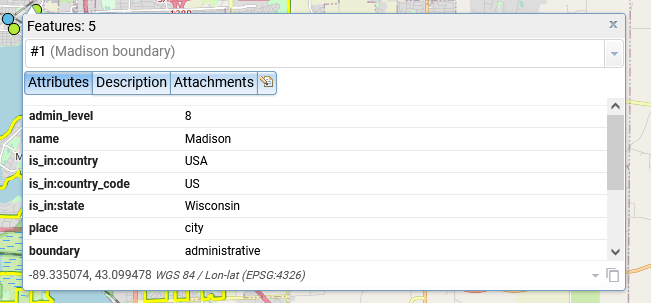 Features: 5
#1 (Madison boundary)
Attributes Description Attachments
admin_level 8
name Madison
is_in:country USA
is_in:country_code US
is_in:state Wisconsin
place city
boundary administrative
-89.335074, 43.099478 WGS 84 / Lon-lat (EPSG:4326)